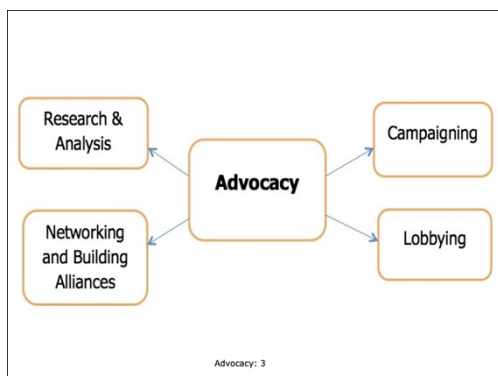 Research &
Analysis
Campaigning
Advocacy
Networking
and Building
Alliances
Lobbying
Advocacy: 3